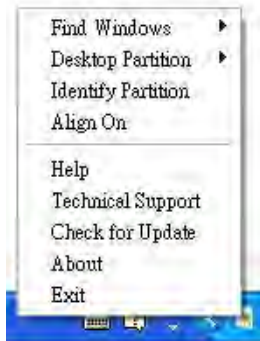 Find Windows
Desktop Partition
Identify Partition
Align On
Help
Technical Support
Check for Update
About
Exit